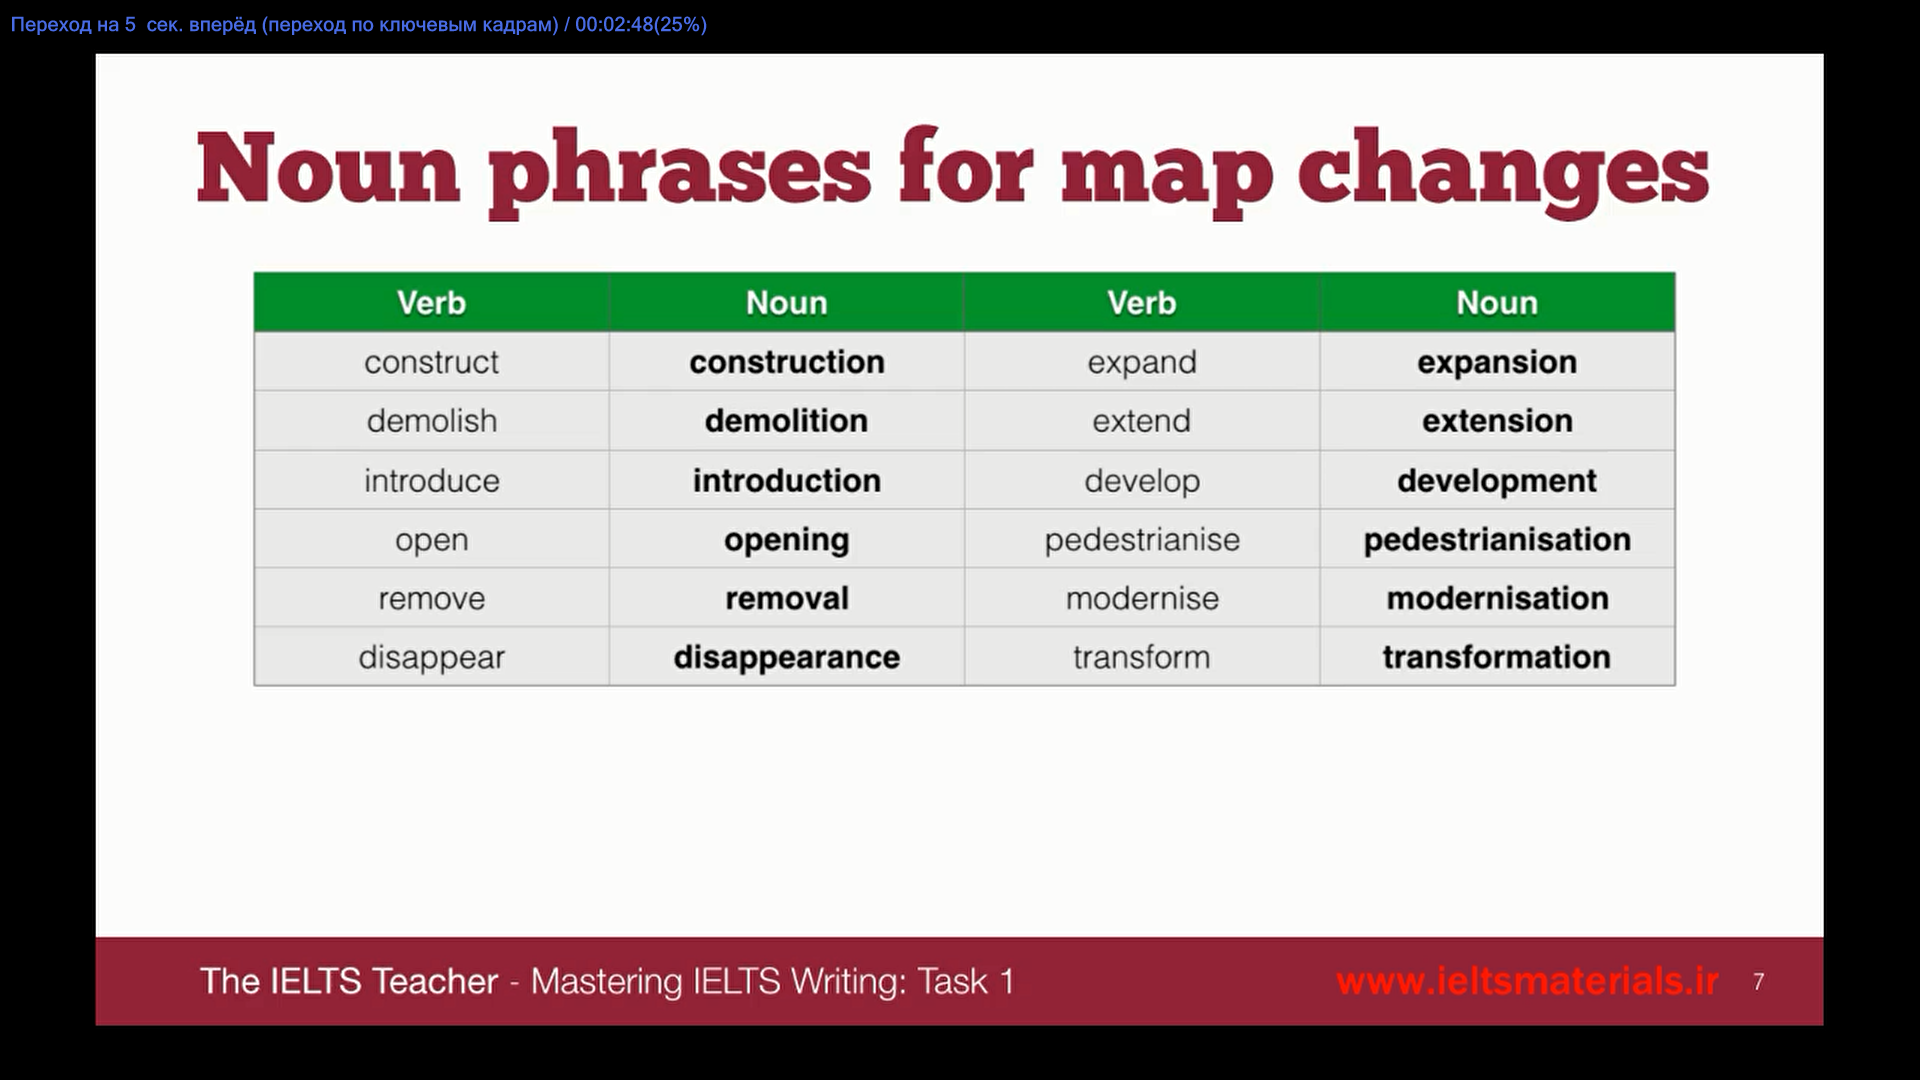 Переход на 5  сек. вперёд (переход по ключевым кадрам) / 00:02:48(25%)
Noun phrases for map changes
Verb Noun Verb Noun
construct construction expand expansion
demolish demolition extend extension
introduce introduction develop development
open opening pedestrianise pedestrianisation
remove removal modernise modernisation
disappear disappearance transform transformation
The IELTS Teacher - Mastering IELTS Writing: Task 1 www.ieltsmaterials.ir 7